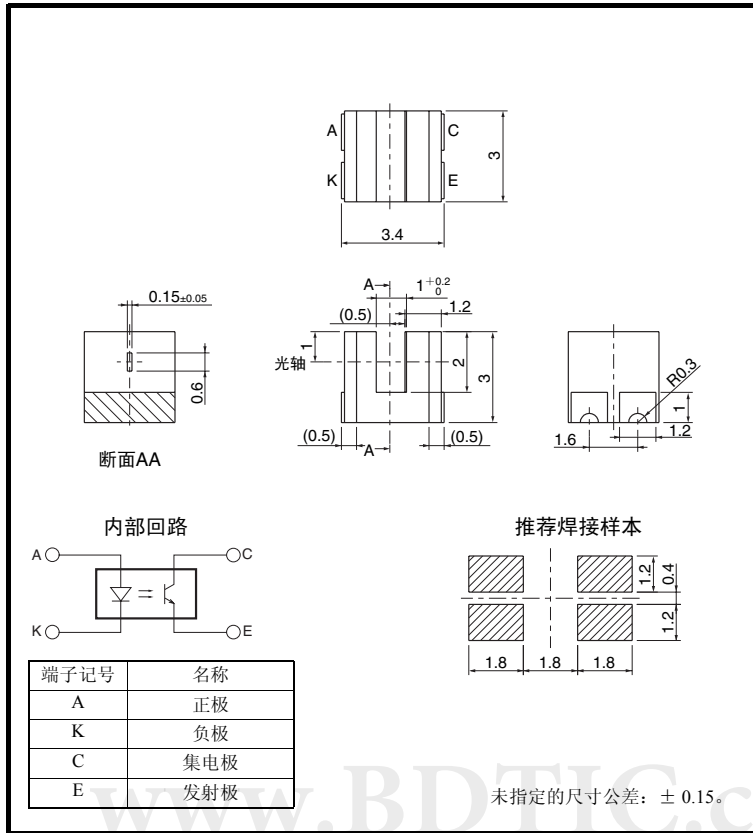 A
C
K
E
3
3.4
0.15±0.05
0.6
断面AA
A
1 +0.2 0
(0.5)
1.2
1
光轴
2
3
(0.5)
A
(0.5)
R0.3
1
1.6
1.2
内部回路
A
C
K
E
推荐焊接样本
1.2
0.4
1.2
1.8
1.8
1.8
端子记号 名称
A 正极
K 负极
C 集电极
E 发射极
未指定的尺寸公差: ± 0.15。
www.BDTIC.c